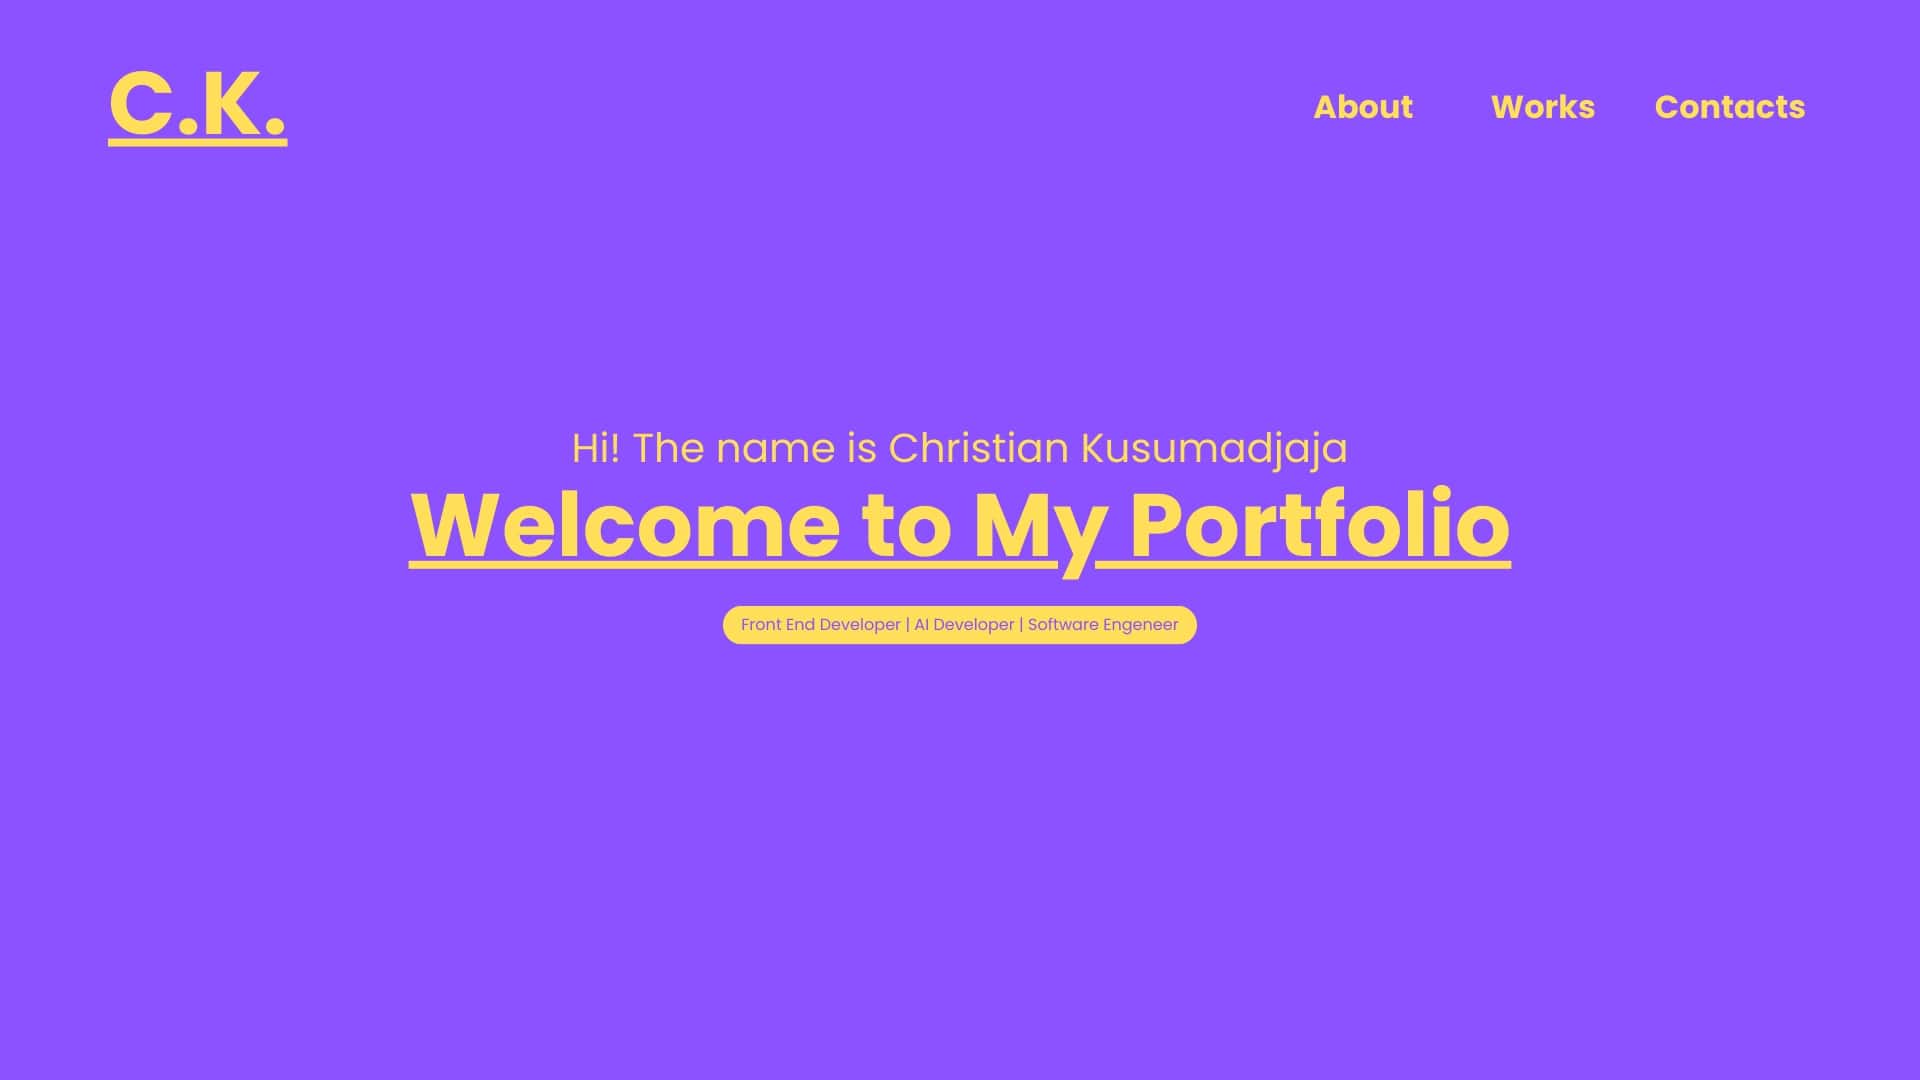 C.K.
About Works Contacts
Hi! The name is Christian Kusumadjaja
Welcome to My Portfolio
Front End Developer | AI Developer | Software Engeneer